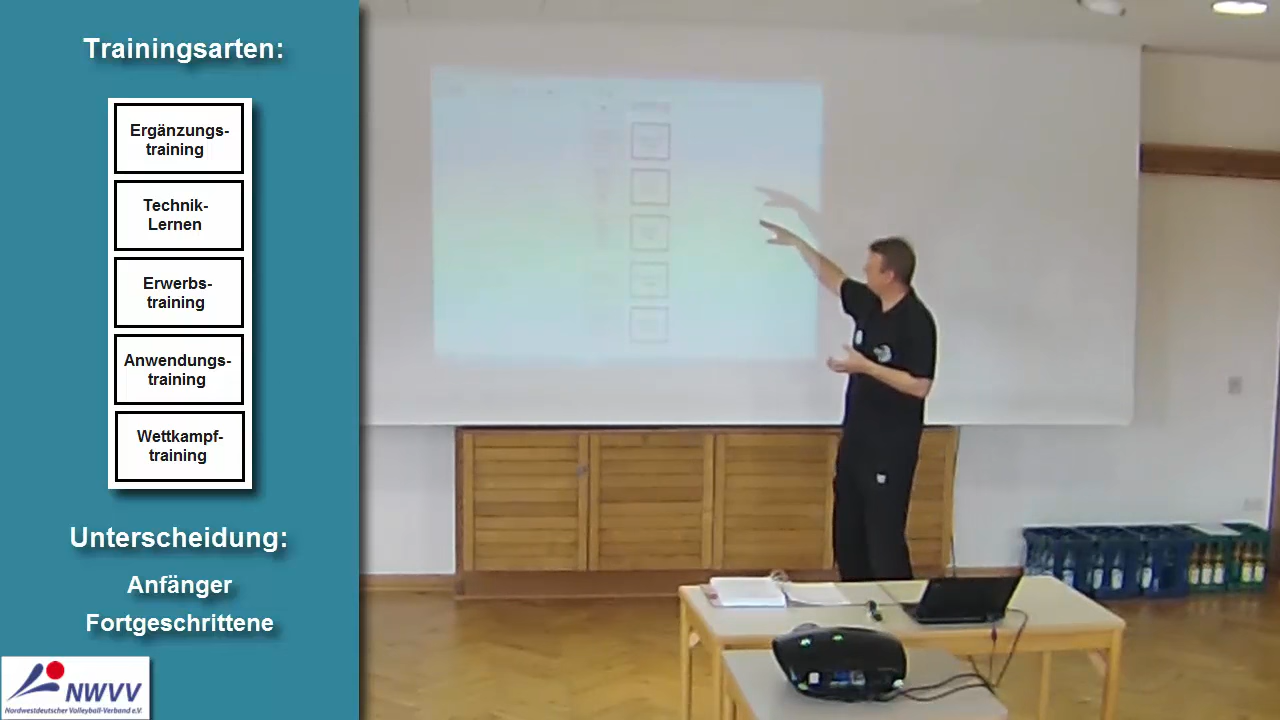 Trainingsarten:
Ergänzungs-
training
Technik-
Lernen
Erwerbs-
training
Anwendungs-
training
Wettkampf-
training
Unterscheidung:
Anfänger
Fortgeschrittene
NWVV
Nordwestdeutscher Volleyball-Verband e.V.